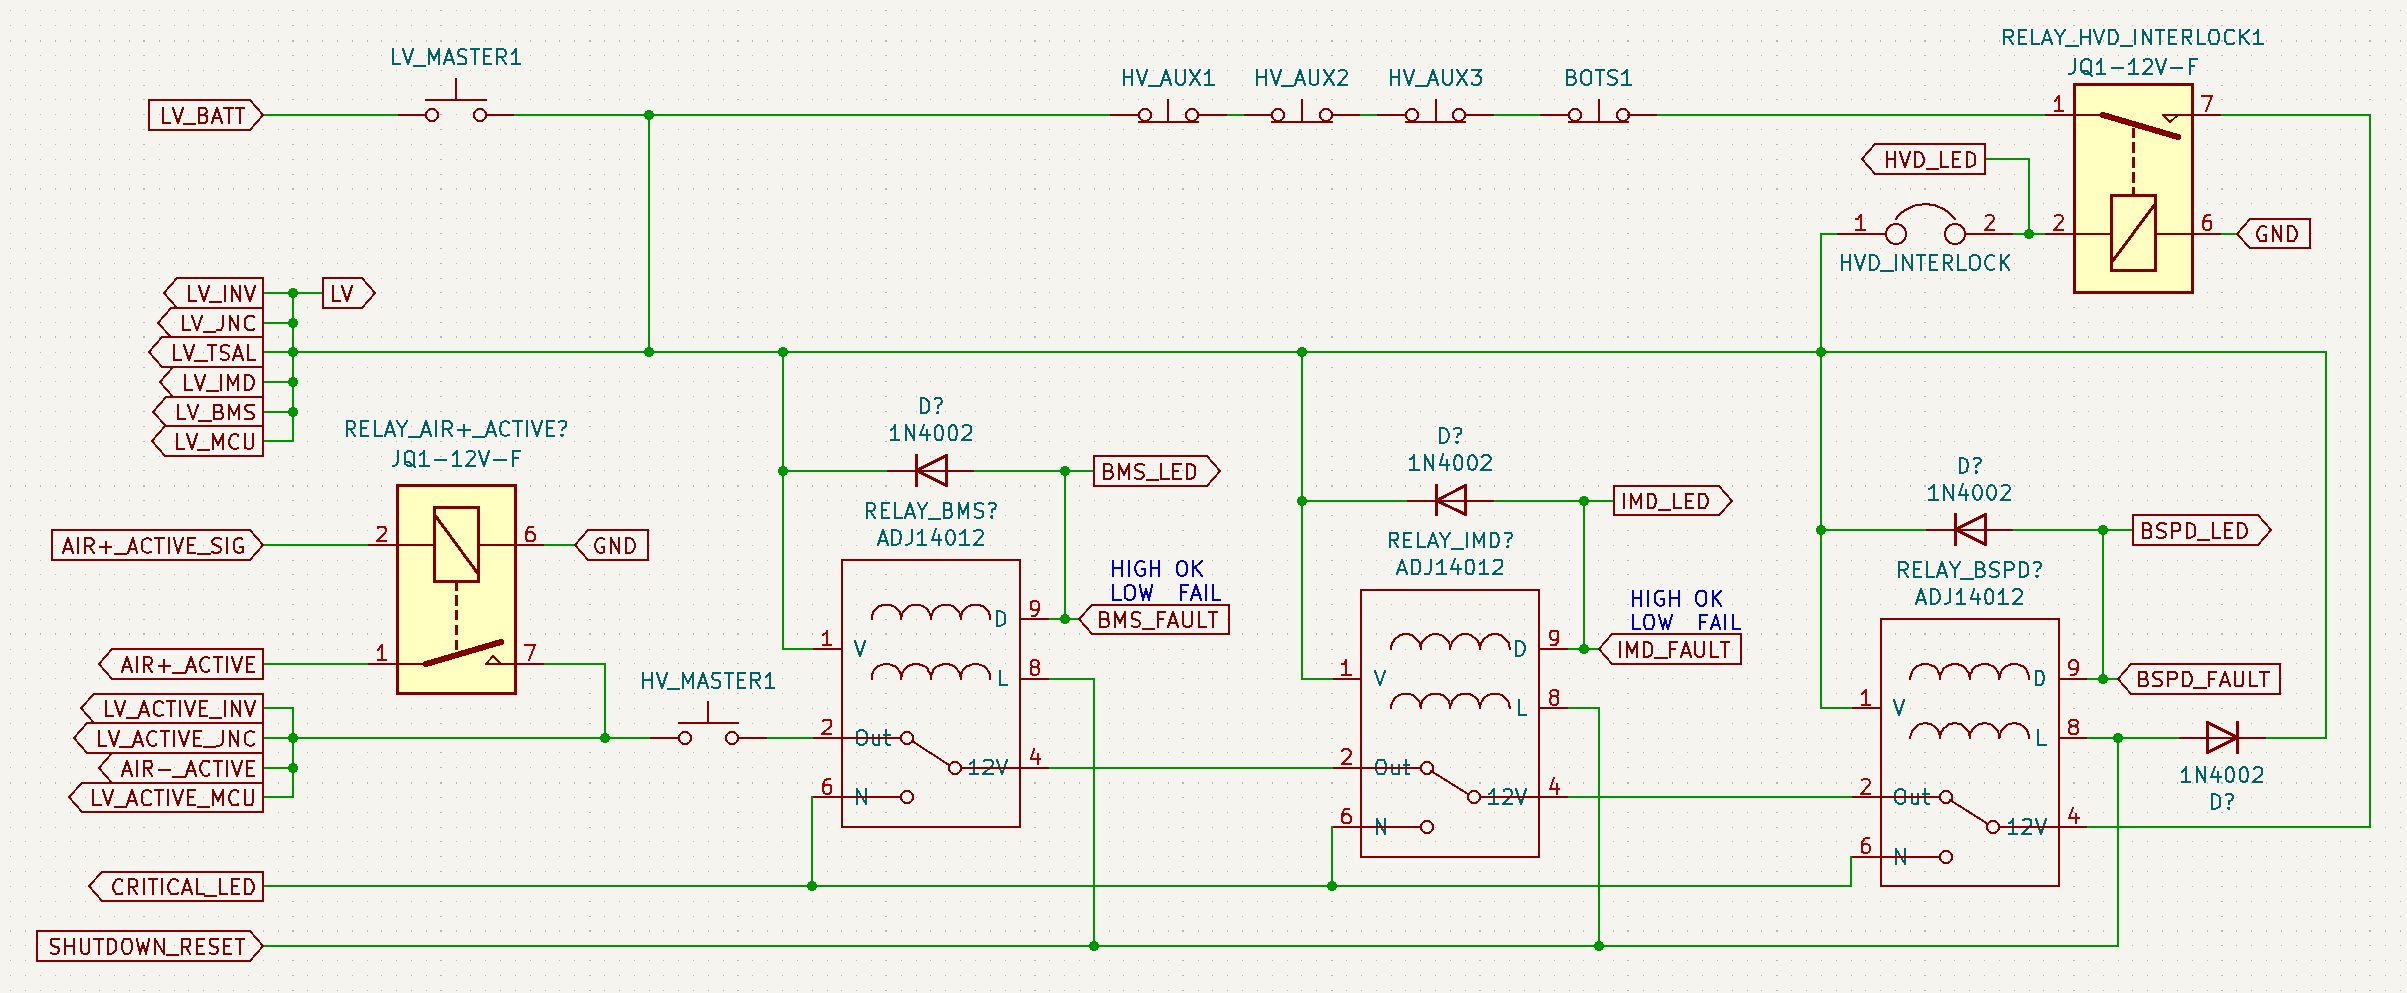 RELAY_HVD_INTERLOCK1
JQ1-12V-F
LV_MASTER1
HV_AUX1
HV_AUX2
HV_AUX3
BOTS1
LV_BATT
1
7
HVD_LED
1
2
2
6
GND
HVD_INTERLOCK
LV_INV
LV
LV_JNC
LV_TSAL
LV_IMD
LV_BMS
LV_MCU
RELAY_AIR+_ACTIVE?
JQ1-12V-F
AIR+_ACTIVE_SIG
2
6
GND
AIR+_ACTIVE
1
7
LV_ACTIVE_INV
LV_ACTIVE_JNC
AIR-_ACTIVE
LV_ACTIVE_MCU
HV_MASTER1
D?
1N4002
BMS_LED
RELAY_BMS?
ADJ14012
HIGH OK
LOW  FAIL
BMS_FAULT
D
9
1
V
L
8
2
Out
12V
4
6
N
D?
1N4002
IMD_LED
RELAY_IMD?
ADJ14012
HIGH OK
LOW  FAIL
IMD_FAULT
D
9
1
V
L
8
2
Out
12V
4
6
N
D?
1N4002
BSPD_LED
RELAY_BSPD?
ADJ14012
BSPD_FAULT
D
9
1
V
L
8
1N4002
D?
2
Out
12V
4
6
N
CRITICAL_LED
SHUTDOWN_RESET